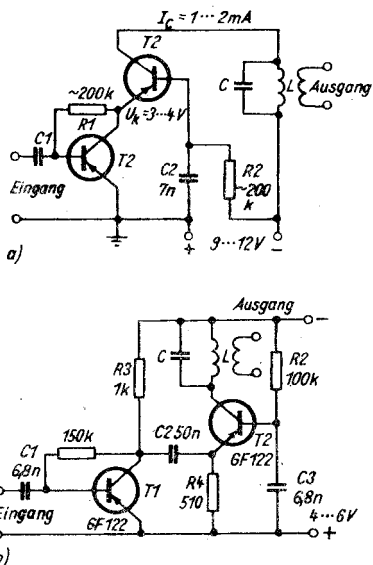 I_C = 1···2mA
T2
~200k
R1
U_k=3···4V
C
L
Ausgang
C1
Eingang
T2
C2
7n
R2
~200
k
+
9···12V
−
a)
Ausgang
−
R3
1k
C
L
R2
100k
150k
C2 50n
T2
GF122
C1
6,8n
T1
GF122
R4
510
C3
6,8n
Eingang
4···6V
+
b)